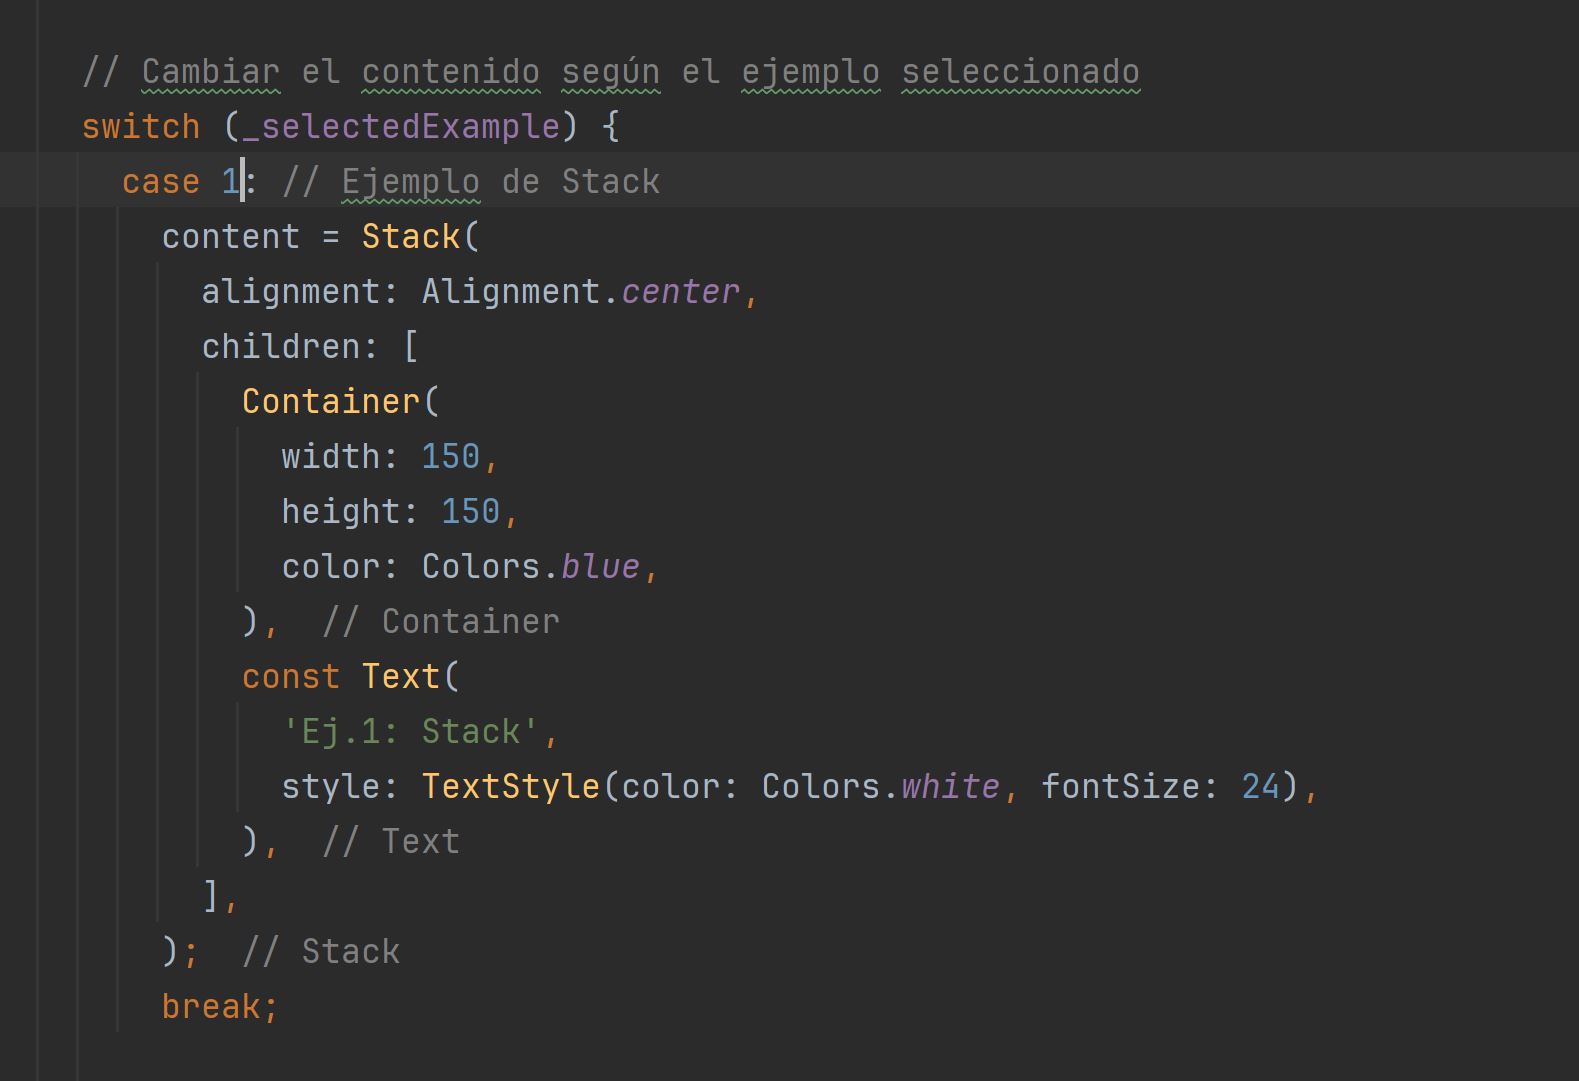 // Cambiar el contenido según el ejemplo seleccionado
switch (_selectedExample) {
  case 1: // Ejemplo de Stack
    content = Stack(
      alignment: Alignment.center,
      children: [
        Container(
          width: 150,
          height: 150,
          color: Colors.blue,
        ),  // Container
        const Text(
          'Ej.1: Stack',
          style: TextStyle(color: Colors.white, fontSize: 24),
        ),  // Text
      ],
    );  // Stack
    break;